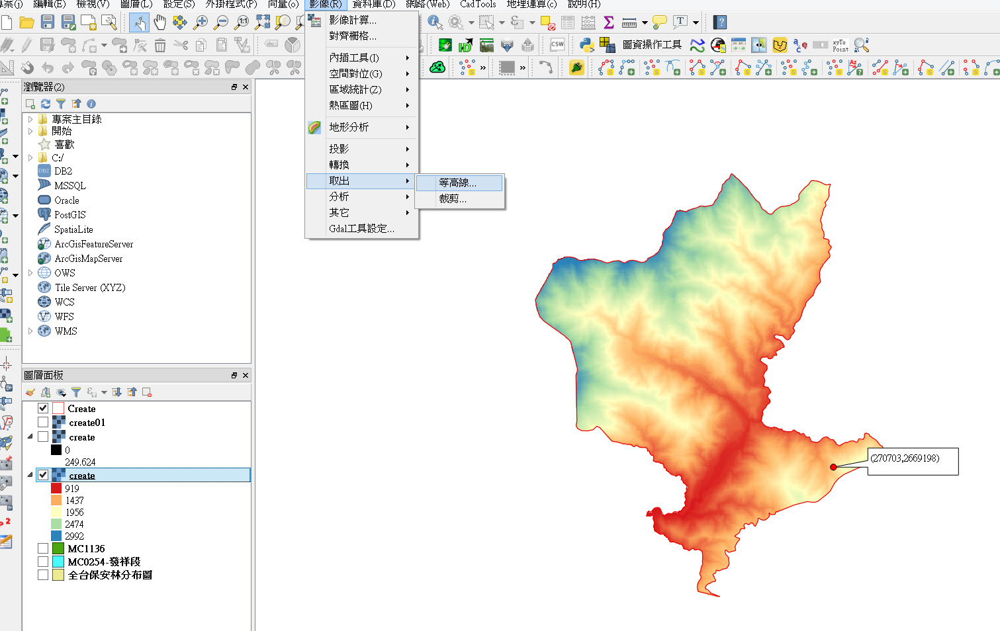 專案(J) 編輯(E) 檢視(V) 圖層(L) 設定(S) 外掛程式(P) 向量(O) 影像(R) 資料庫(D) 網路(Web) CadTools 地理運算(c) 說明(H)
影像計算...
對齊柵格...
內插工具(I)
空間對位(G)
區域統計(Z)
熱區圖(H)
地形分析
投影
轉換
取出
分析
其它
Gdal工具設定...
等高線...
裁剪...
1:1
T
?
abc
CSW
圖資操作工具
xyTo
Point
瀏覽器(2)
專案主目錄
開始
喜歡
C:/
DB2
DB2
MSSQL
Oracle
PostGIS
SpatiaLite
ArcGisFeatureServer
ArcGisMapServer
OWS
Tile Server (XYZ)
WCS
WFS
WMS
圖層面板
Create
create01
create
0
249.624
create
919
1437
1956
2474
2992
MC1136
MC0254-發祥段
全台保安林分布圖
(270703,2669198)